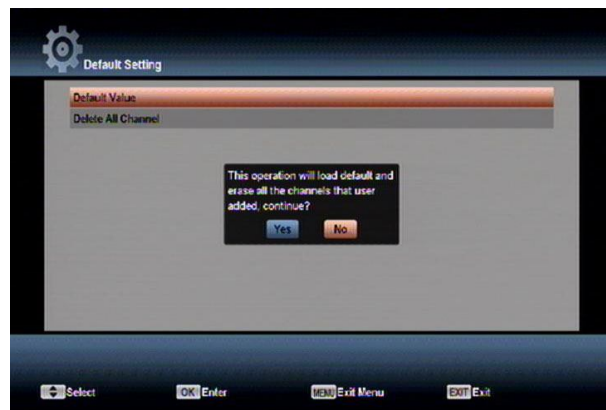 Default Setting
Default Value
Delete All Channel
This operation will load default and
erase all the channels that user
added, continue?
Yes No
Select OK Enter MENU Exit Menu EXIT Exit